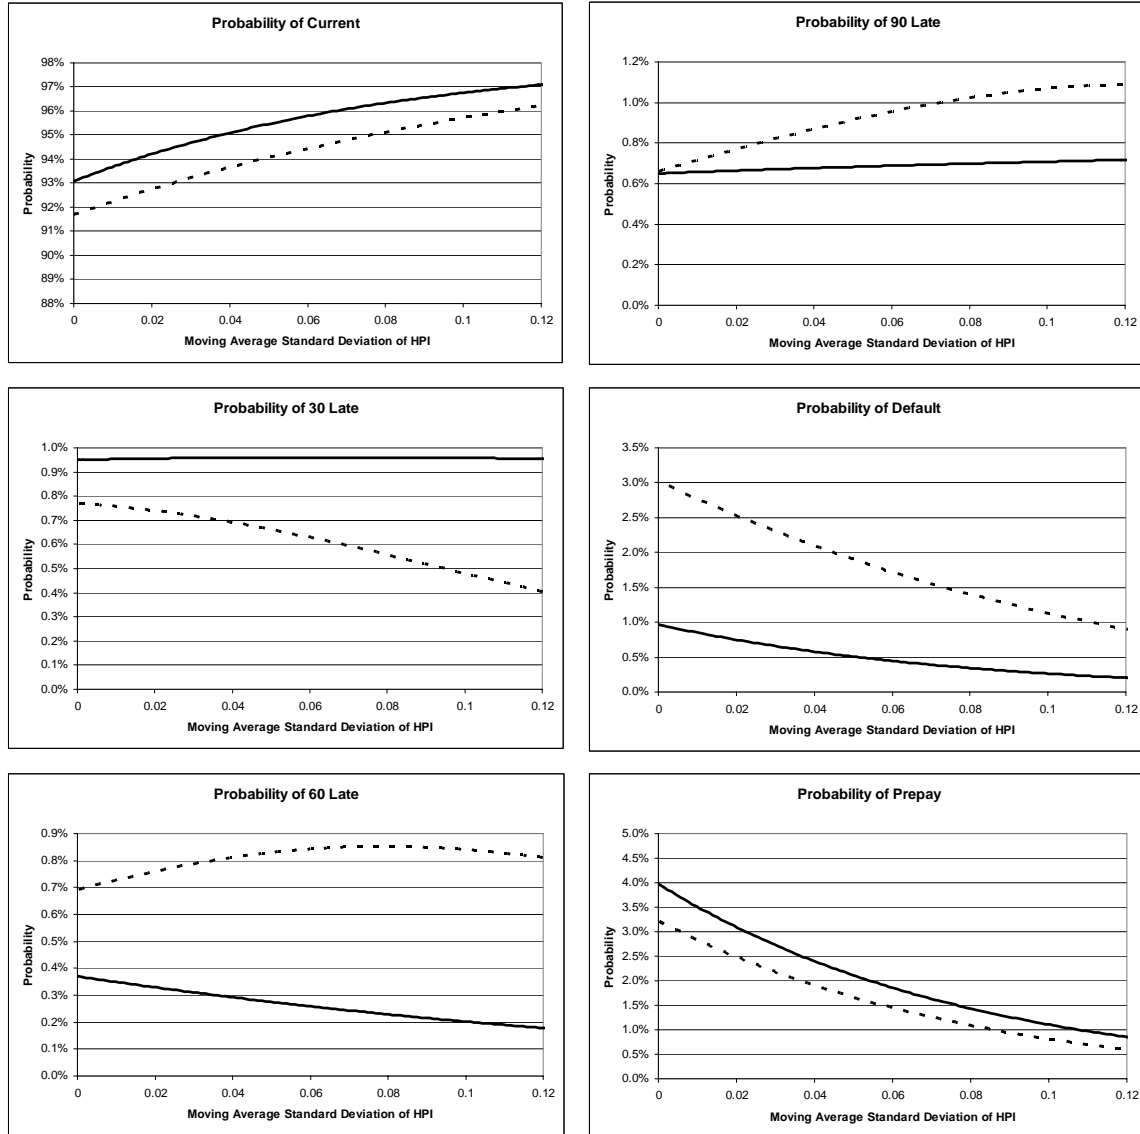 Probability of Current
98%
97%
96%
95%
94%
93%
92%
91%
90%
89%
88%
Probability
0 0.02 0.04 0.06 0.08 0.1 0.12
Moving Average Standard Deviation of HPI
Probability of 90 Late
1.2%
1.0%
0.8%
0.6%
0.4%
0.2%
0.0%
Probability
0 0.02 0.04 0.06 0.08 0.1 0.12
Moving Average Standard Deviation of HPI
Probability of 30 Late
1.0%
0.9%
0.8%
0.7%
0.6%
0.5%
0.4%
0.3%
0.2%
0.1%
0.0%
Probability
0 0.02 0.04 0.06 0.08 0.1 0.12
Moving Average Standard Deviation of HPI
Probability of Default
3.5%
3.0%
2.5%
2.0%
1.5%
1.0%
0.5%
0.0%
Probability
0 0.02 0.04 0.06 0.08 0.1 0.12
Moving Average Standard Deviation of HPI
Probability of 60 Late
0.9%
0.8%
0.7%
0.6%
0.5%
0.4%
0.3%
0.2%
0.1%
0.0%
Probability
0 0.02 0.04 0.06 0.08 0.1 0.12
Moving Average Standard Deviation of HPI
Probability of Prepay
5.0%
4.5%
4.0%
3.5%
3.0%
2.5%
2.0%
1.5%
1.0%
0.5%
0.0%
Probability
0 0.02 0.04 0.06 0.08 0.1 0.12
Moving Average Standard Deviation of HPI